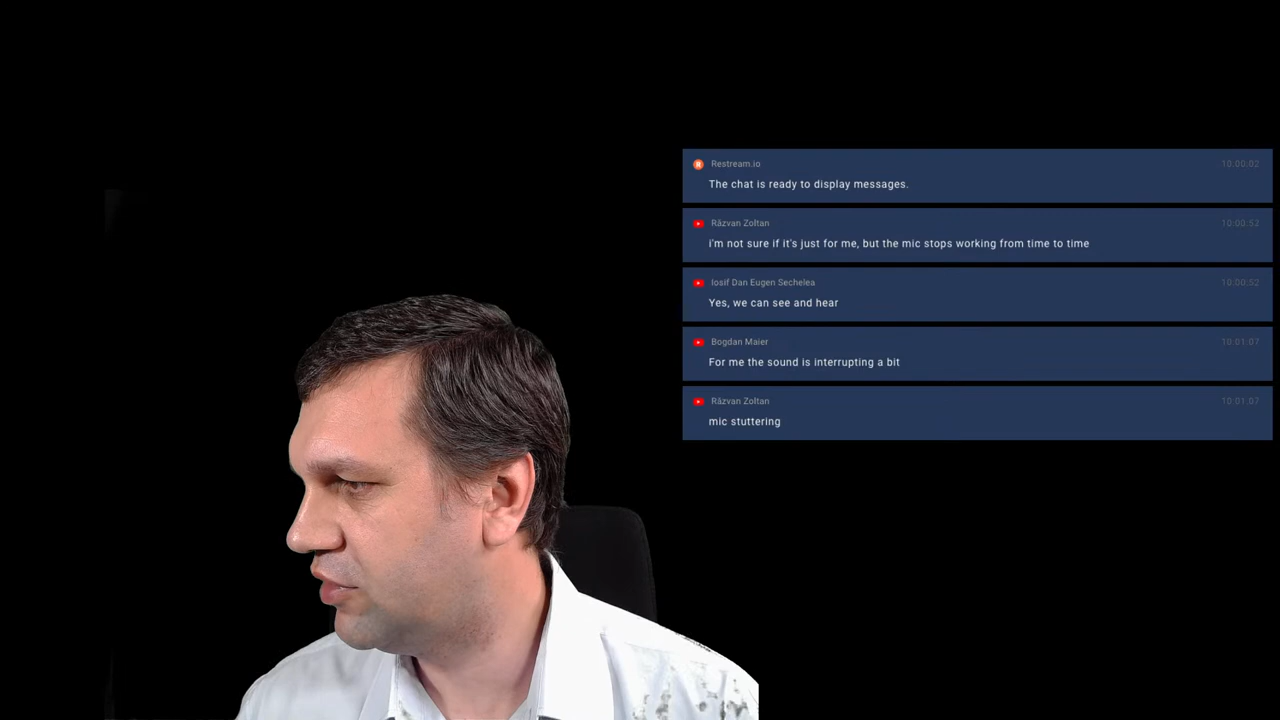 Restream.io 10:00:02
The chat is ready to display messages.
Răzvan Zoltan 10:00:52
i'm not sure if it's just for me, but the mic stops working from time to time
Iosif Dan Eugen Sechelea 10:00:52
Yes, we can see and hear
Bogdan Maier 10:01:07
For me the sound is interrupting a bit
Răzvan Zoltan 10:01:07
mic stuttering